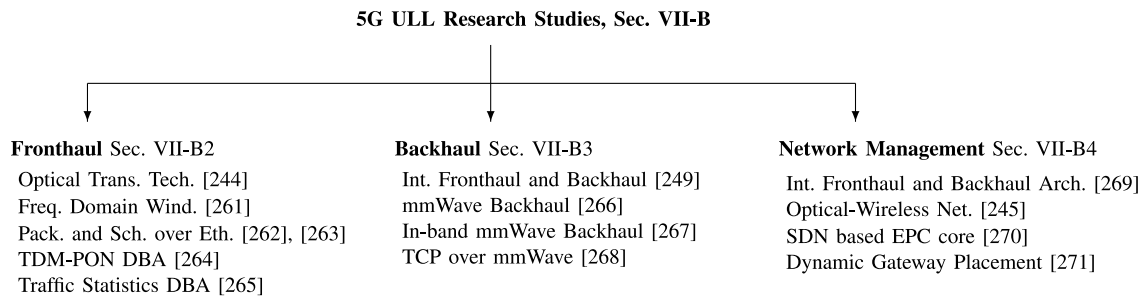 5G ULL Research Studies, Sec. VII-B
Fronthaul Sec. VII-B2
Optical Trans. Tech. [244]
Freq. Domain Wind. [261]
Pack. and Sch. over Eth. [262], [263]
TDM-PON DBA [264]
Traffic Statistics DBA [265]
Backhaul Sec. VII-B3
Int. Fronthaul and Backhaul [249]
mmWave Backhaul [266]
In-band mmWave Backhaul [267]
TCP over mmWave [268]
Network Management Sec. VII-B4
Int. Fronthaul and Backhaul Arch. [269]
Optical-Wireless Net. [245]
SDN based EPC core [270]
Dynamic Gateway Placement [271]